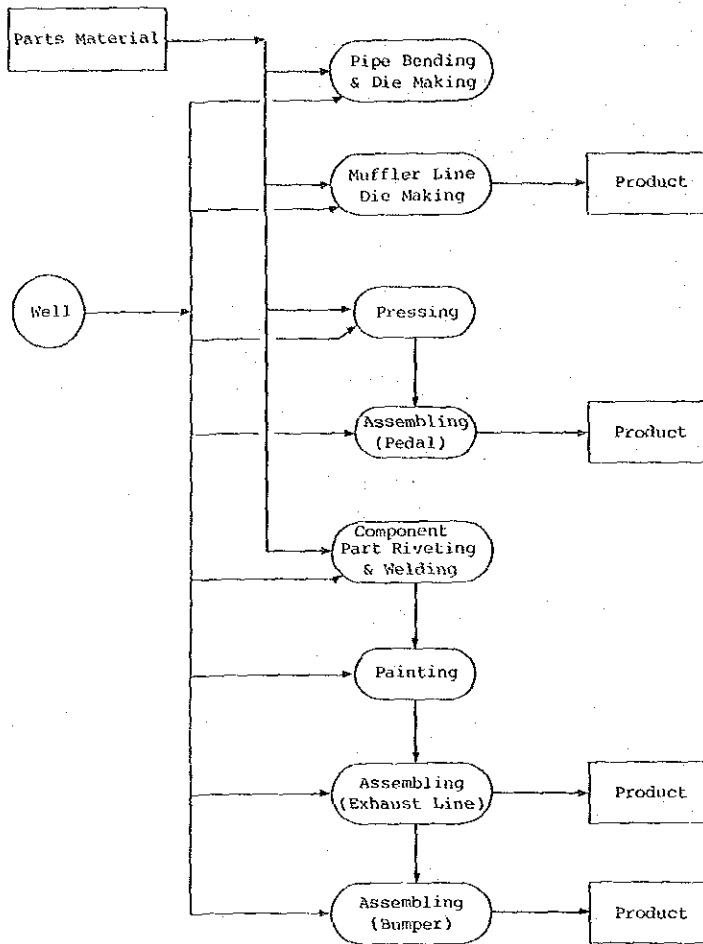 Parts Material
Pipe Bending
& Die Making
Muffler Line
Die Making
Product
Well
Pressing
Assembling
(Pedal)
Product
Component
Part Riveting
& Welding
Painting
Assembling
(Exhaust Line)
Product
Assembling
(Bumper)
Product